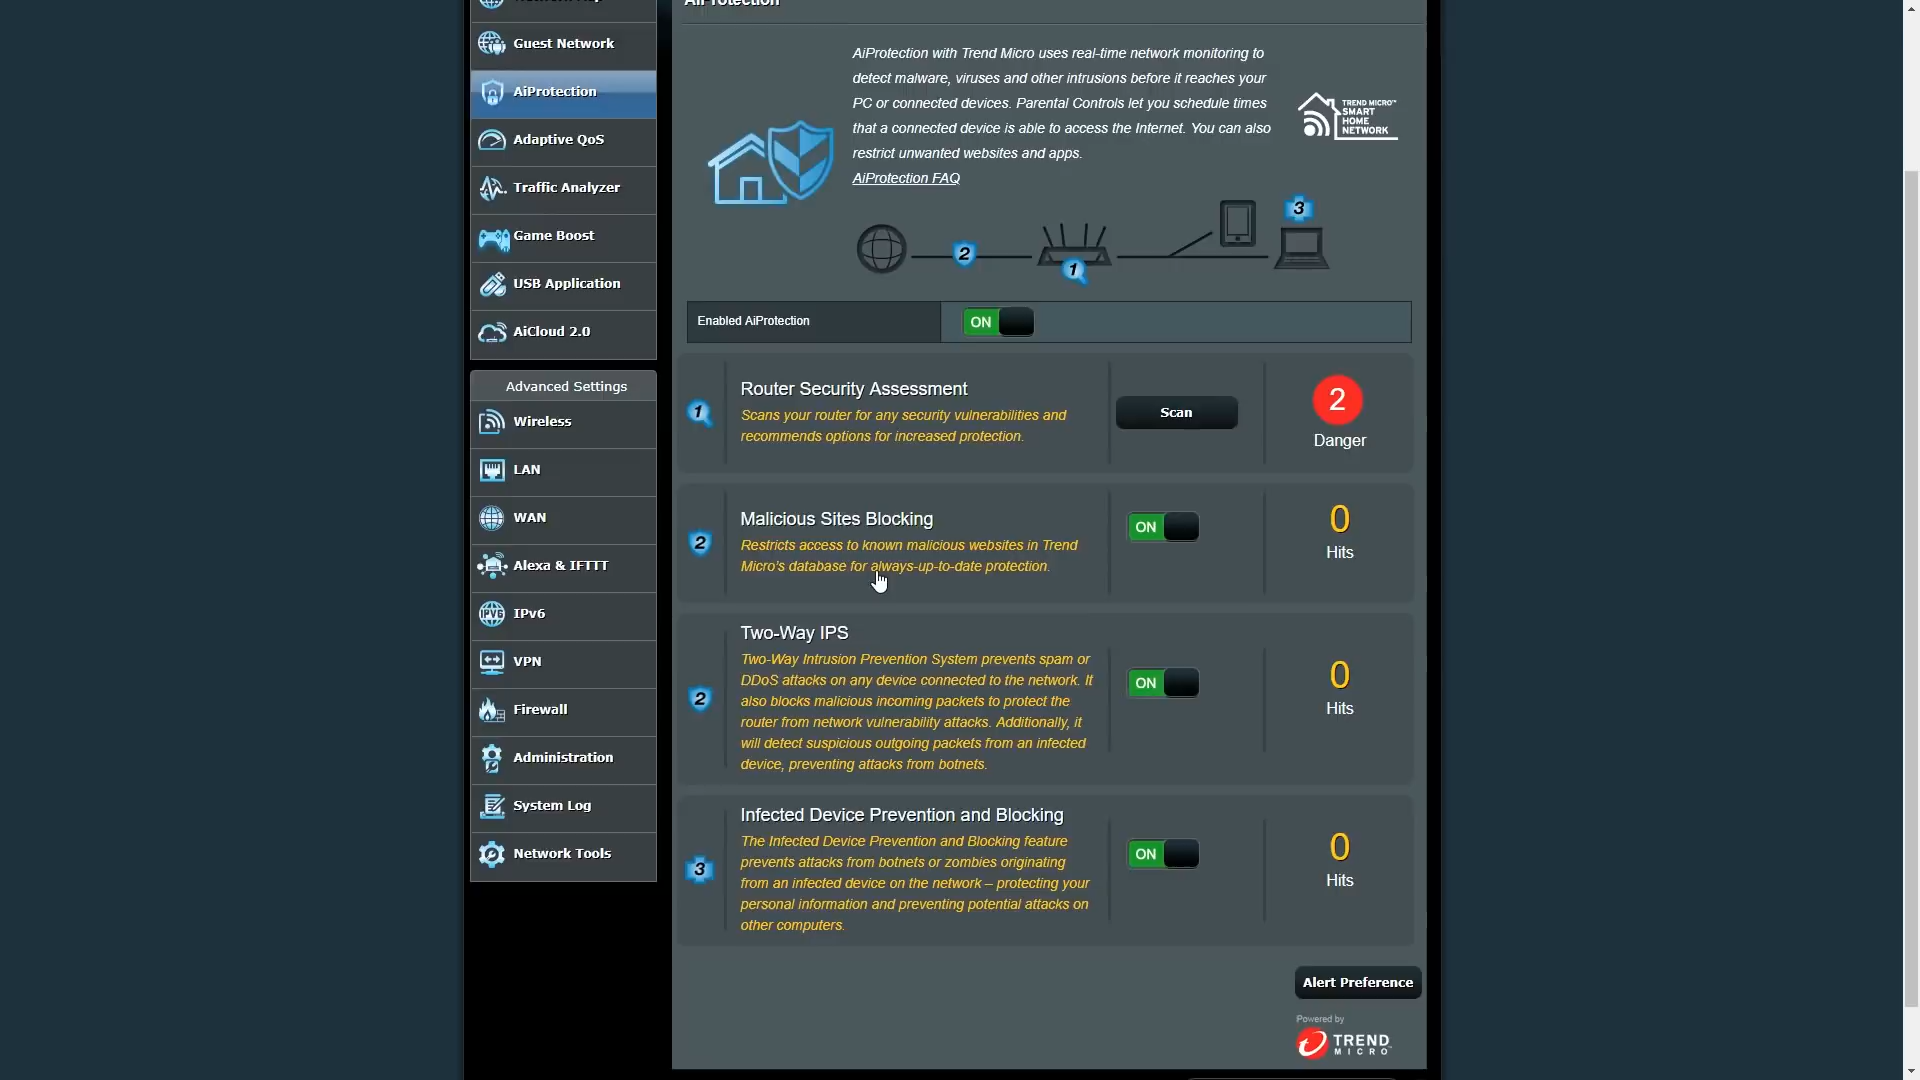 AiProtection
Guest Network
AiProtection
Adaptive QoS
Traffic Analyzer
Game Boost
USB Application
AiCloud 2.0
Advanced Settings
Wireless
LAN
WAN
Alexa & IFTTT
IPv6
IPv6
VPN
Firewall
Administration
System Log
Network Tools
AiProtection with Trend Micro uses real-time network monitoring to
detect malware, viruses and other intrusions before it reaches your
PC or connected devices. Parental Controls let you schedule times
that a connected device is able to access the Internet. You can also
restrict unwanted websites and apps.
AiProtection FAQ
TREND MICRO™
SMART
HOME
NETWORK
3
2
1
Enabled AiProtection
ON
1
Router Security Assessment
Scans your router for any security vulnerabilities and
recommends options for increased protection.
Scan
2
Danger
2
Malicious Sites Blocking
Restricts access to known malicious websites in Trend
Micro's database for always-up-to-date protection.
ON
0
Hits
2
Two-Way IPS
Two-Way Intrusion Prevention System prevents spam or
DDoS attacks on any device connected to the network. It
also blocks malicious incoming packets to protect the
router from network vulnerability attacks. Additionally, it
will detect suspicious outgoing packets from an infected
device, preventing attacks from botnets.
ON
0
Hits
3
Infected Device Prevention and Blocking
The Infected Device Prevention and Blocking feature
prevents attacks from botnets or zombies originating
from an infected device on the network – protecting your
personal information and preventing potential attacks on
other computers.
ON
0
Hits
Alert Preference
Powered by
TREND
MICRO